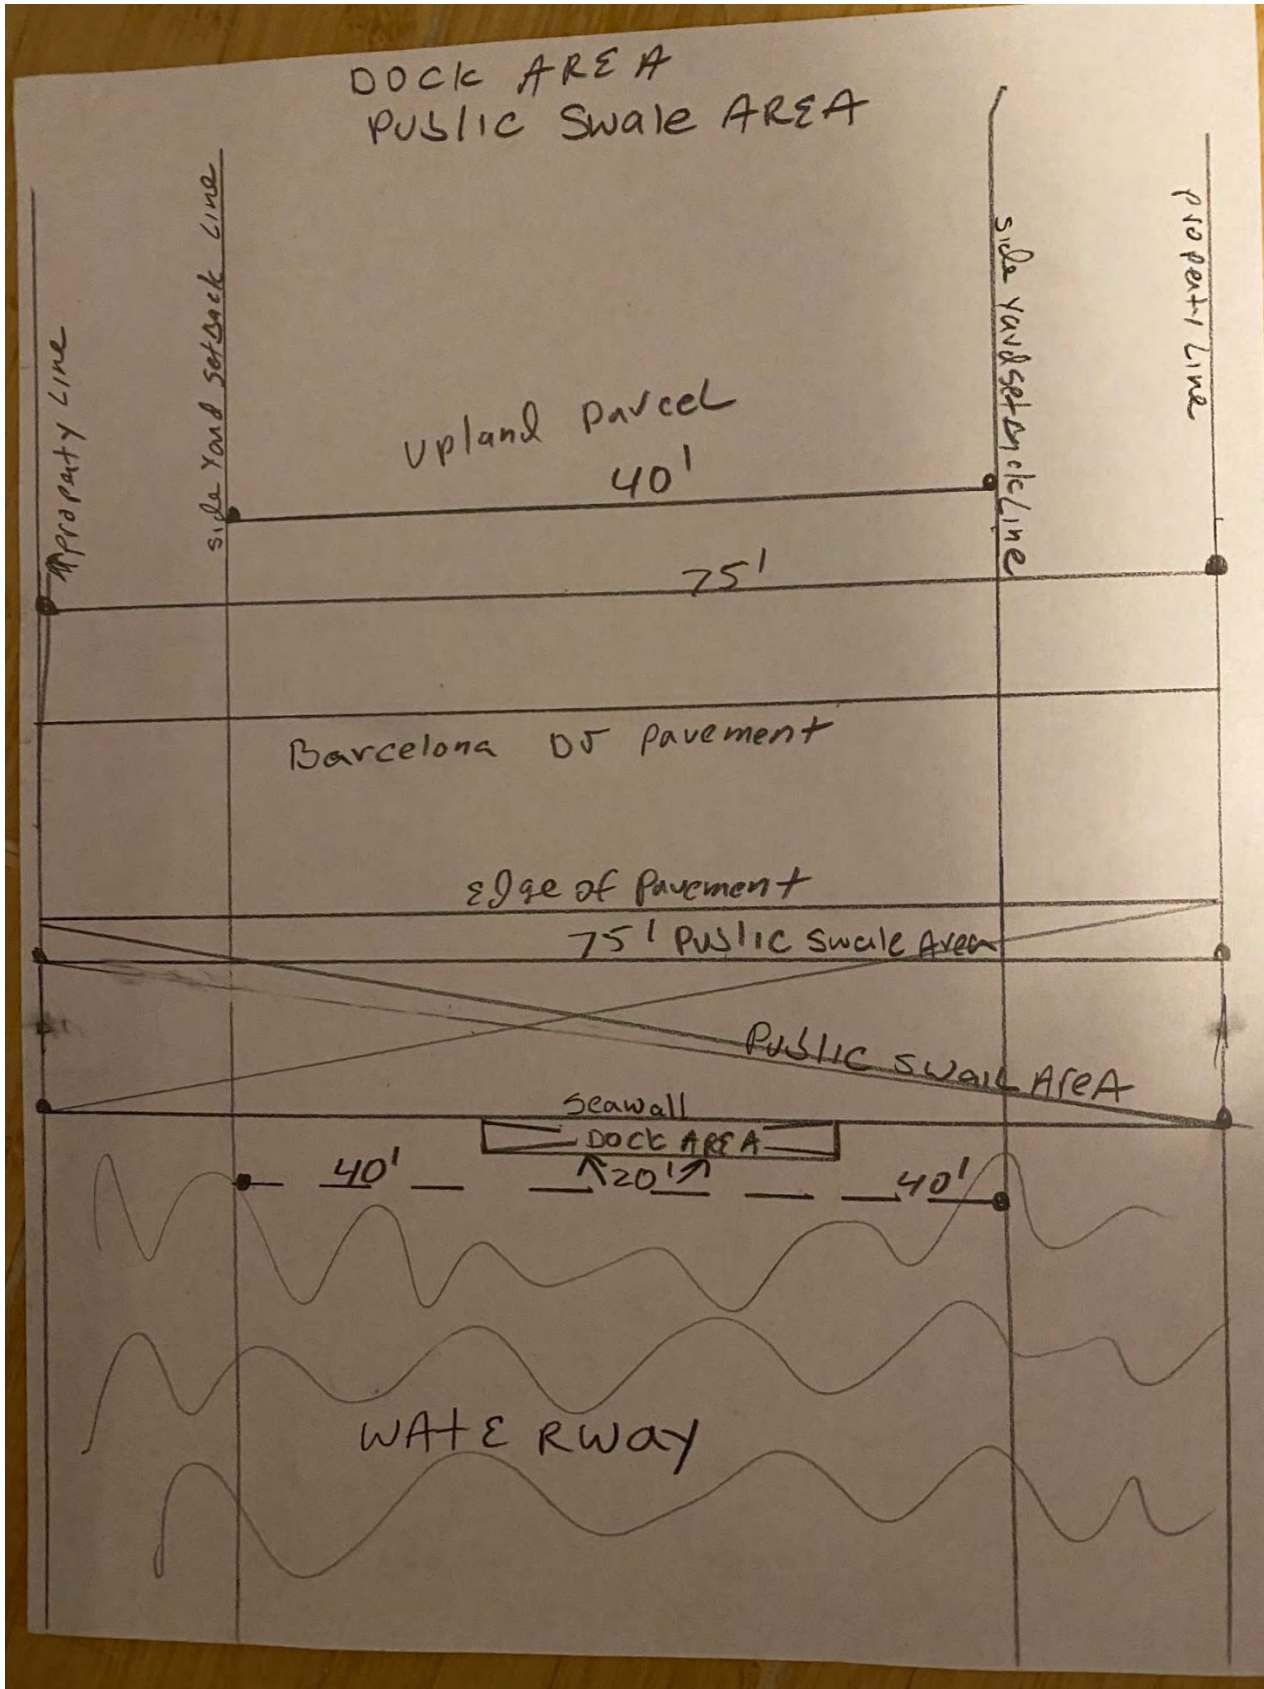 DOCK AREA
PUBLIC Swale AREA
property Line
side Yard setback Line
side yard setback Line
property Line
upland parcel
40'
75'
Barcelona Dr pavement
Edge of Pavement
75' PUBLIC Swale Area
PUBLIC SWAIL AreA
Seawall
DOCK AREA
40' 20' 40'
WAtERWay